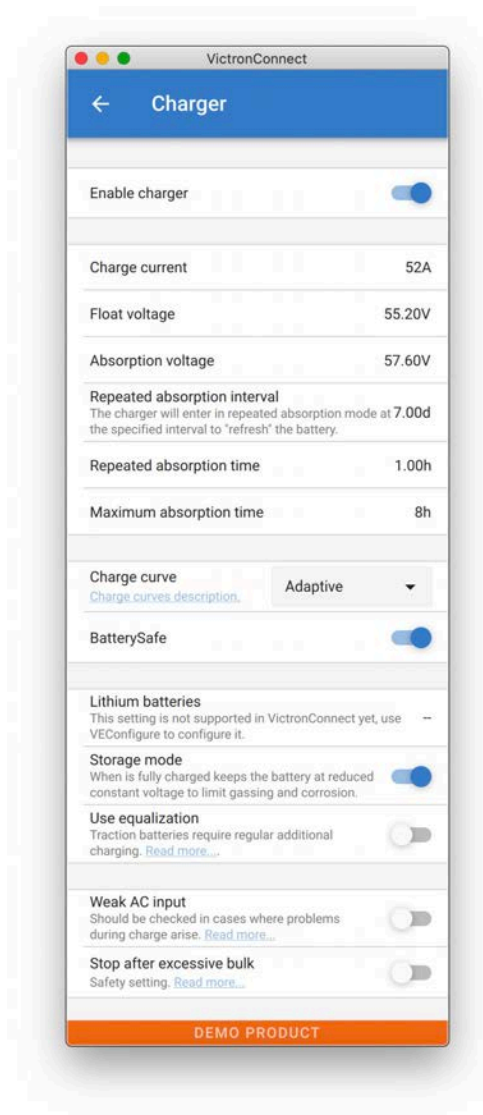 VictronConnect
Charger
Enable charger
Charge current 52A
Float voltage 55.20V
Absorption voltage 57.60V
Repeated absorption interval
The charger will enter in repeated absorption mode at 7.00d
the specified interval to "refresh" the battery.
Repeated absorption time 1.00h
Maximum absorption time 8h
Charge curve
Adaptive
Charge curves description.
BatterySafe
Lithium batteries
This setting is not supported in VictronConnect yet, use --
VEConfigure to configure it.
Storage mode
When is fully charged keeps the battery at reduced
constant voltage to limit gassing and corrosion.
Use equalization
Traction batteries require regular additional
charging. Read more....
Weak AC input
Should be checked in cases where problems
during charge arise. Read more...
Stop after excessive bulk
Safety setting. Read more...
DEMO PRODUCT